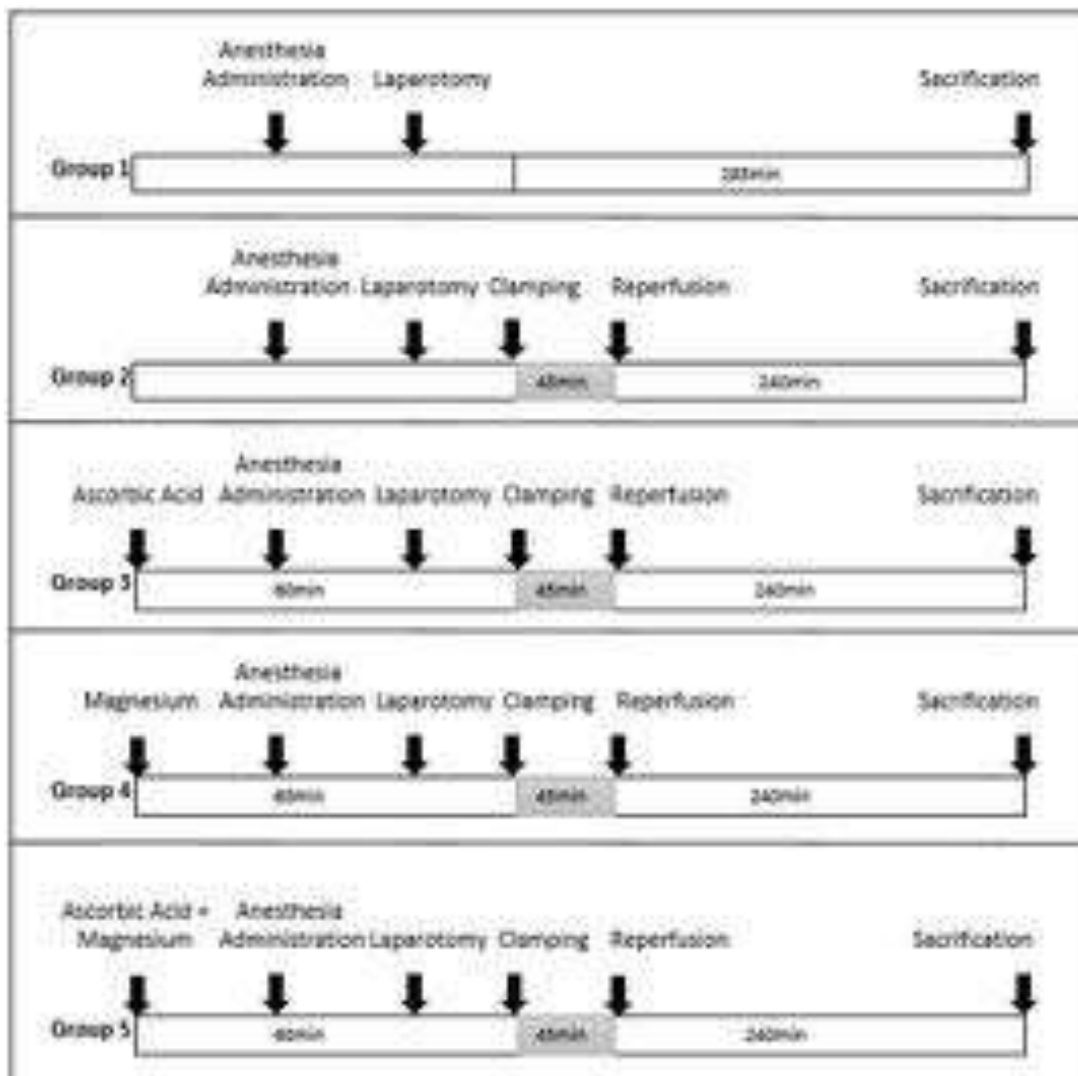 Anesthesia
Administration Laparotomy Sacrification
Group 1
Anesthesia
Administration Laparotomy Clamping Reperfusion Sacrification
Group 2 45min 240min
Anesthesia
Ascorbic Acid Administration Laparotomy Clamping Reperfusion Sacrification
Group 3 60min 45min 240min
Anesthesia
Magnesium Administration Laparotomy Clamping Reperfusion Sacrification
Group 4 60min 45min 240min
Ascorbic Acid + Anesthesia
Magnesium Administration Laparotomy Clamping Reperfusion Sacrification
Group 5 60min 45min 240min